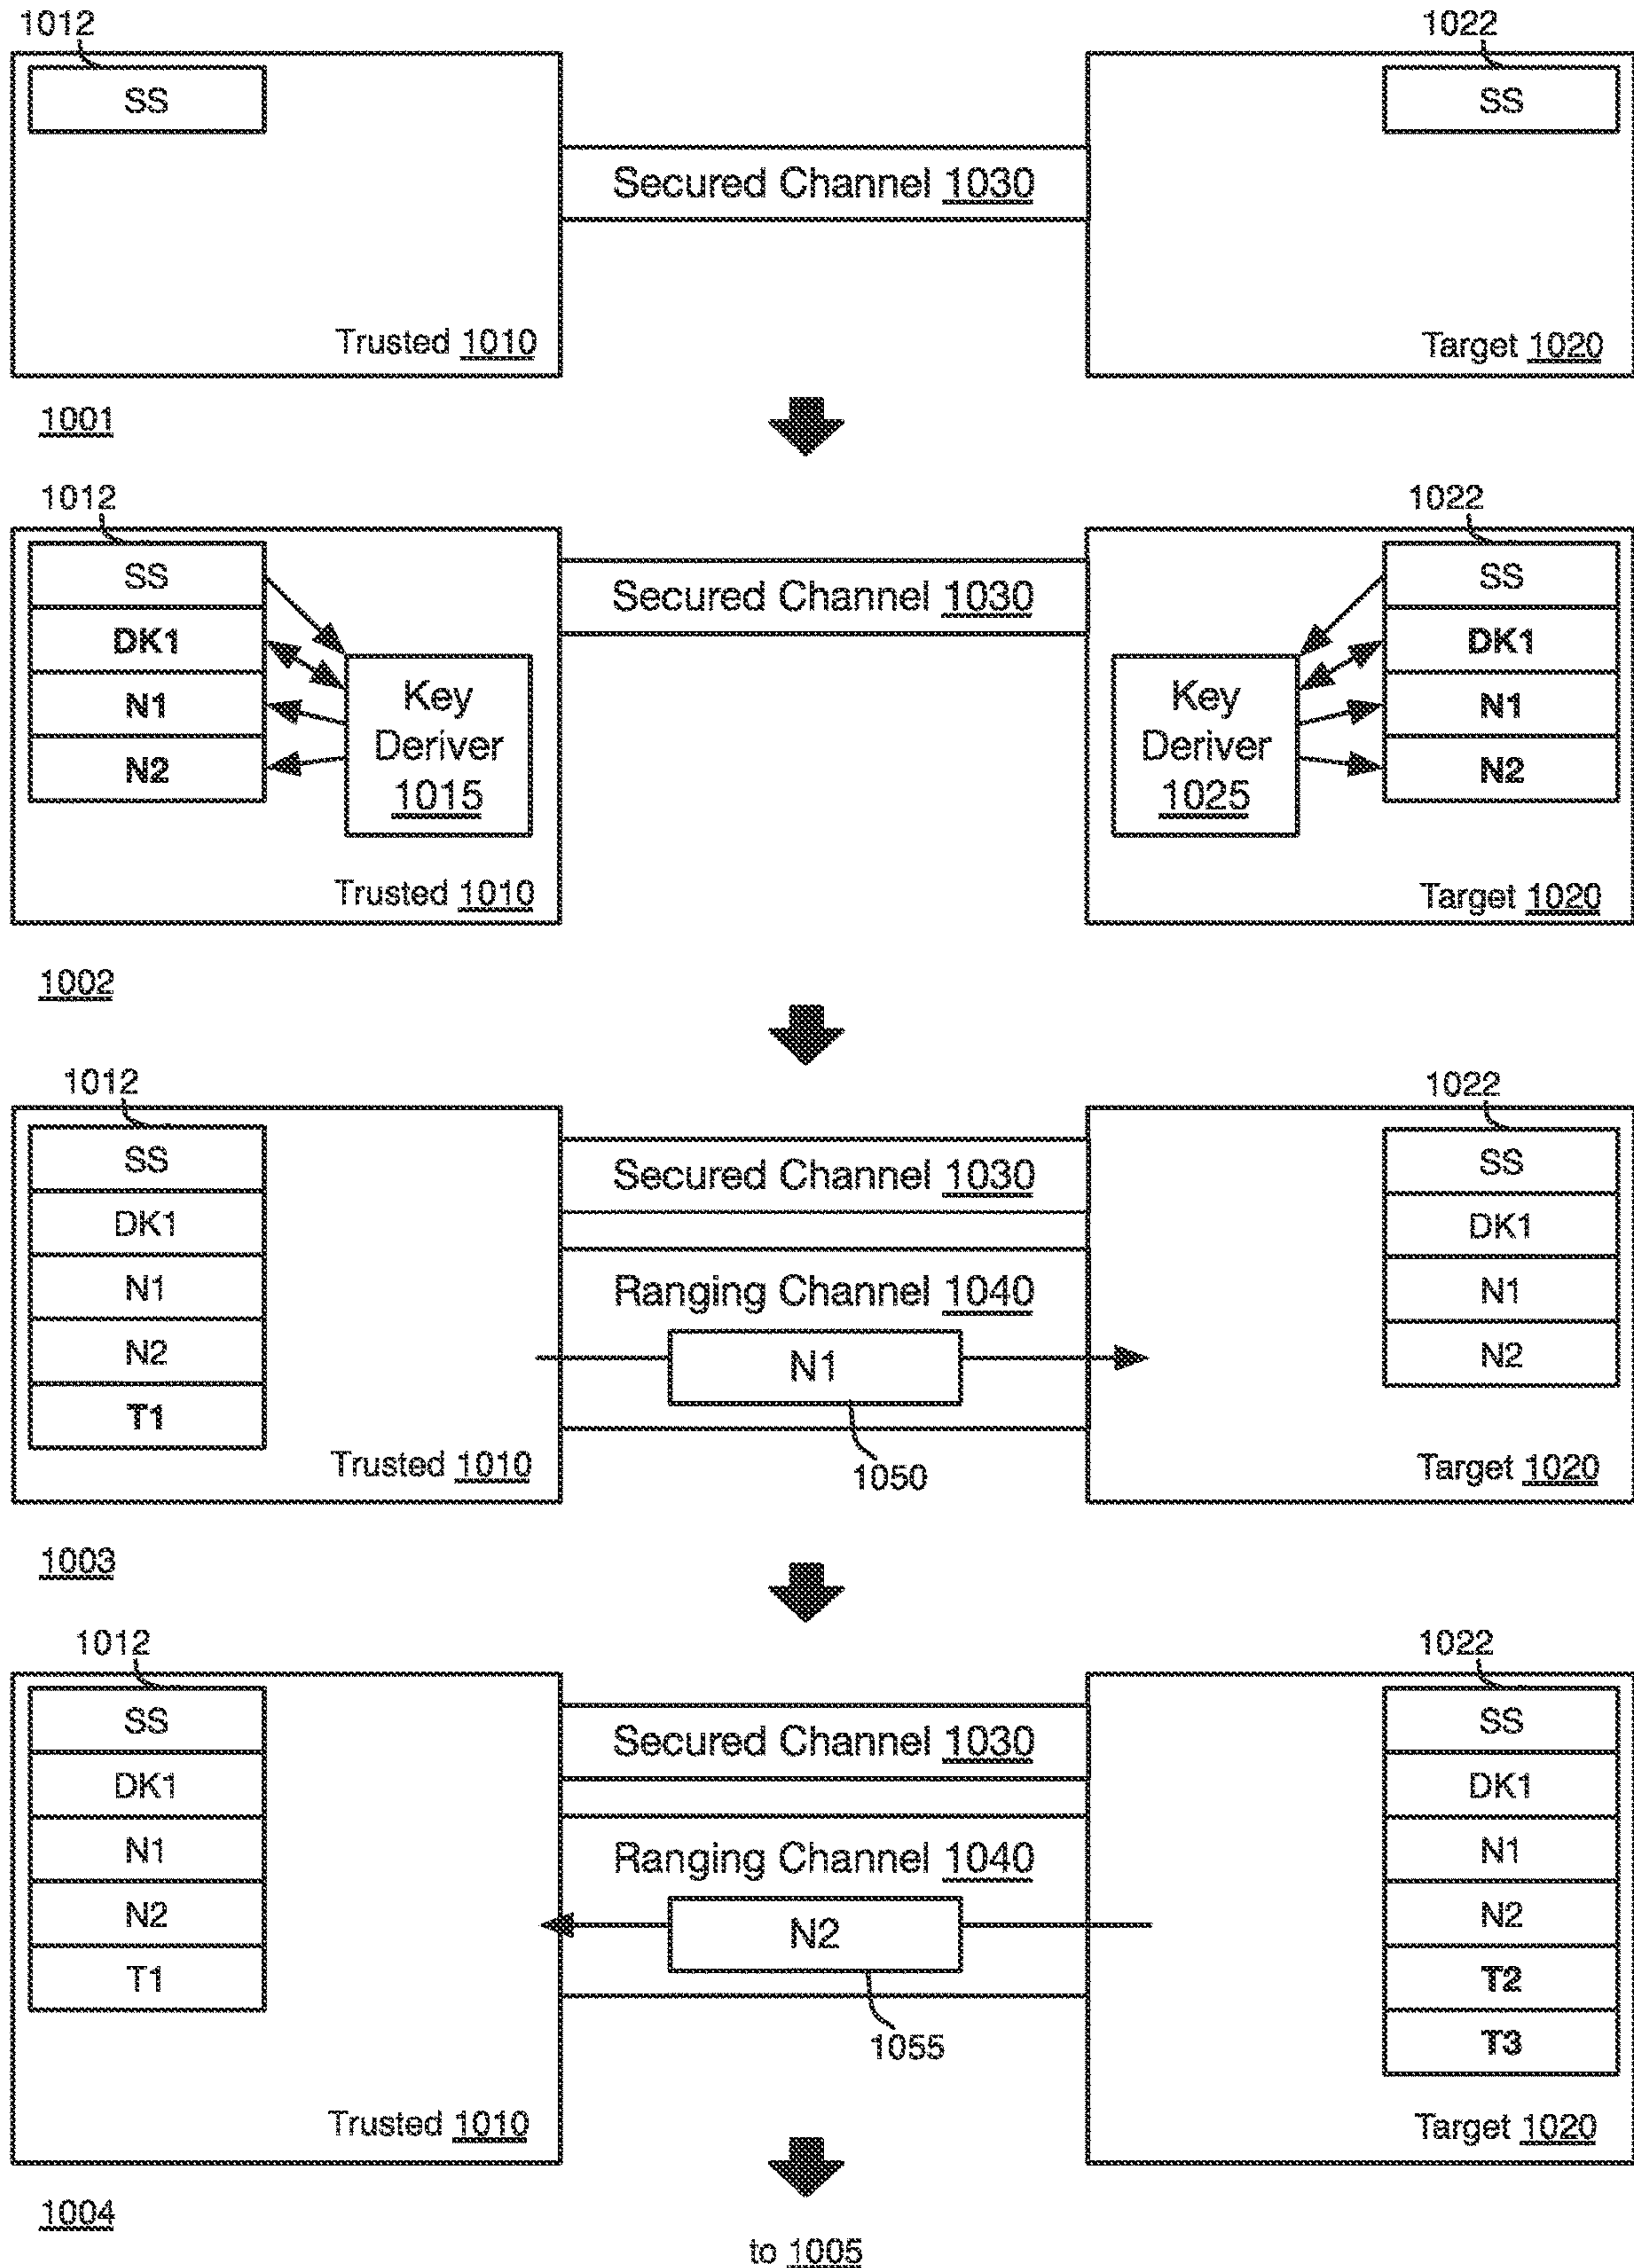 1012
1022
SS
SS
Secured Channel 1030
Trusted 1010
Target 1020
1001
1012
1022
SS
DK1
N1
N2
Key
Deriver
1015
Trusted 1010
Secured Channel 1030
Key
Deriver
1025
SS
DK1
N1
N2
Target 1020
1002
1012
1022
SS
DK1
N1
N2
T1
Trusted 1010
Secured Channel 1030
Ranging Channel 1040
N1
1050
SS
DK1
N1
N2
Target 1020
1003
1012
1022
SS
DK1
N1
N2
T1
Trusted 1010
Secured Channel 1030
Ranging Channel 1040
N2
1055
SS
DK1
N1
N2
T2
T3
Target 1020
1004
to 1005